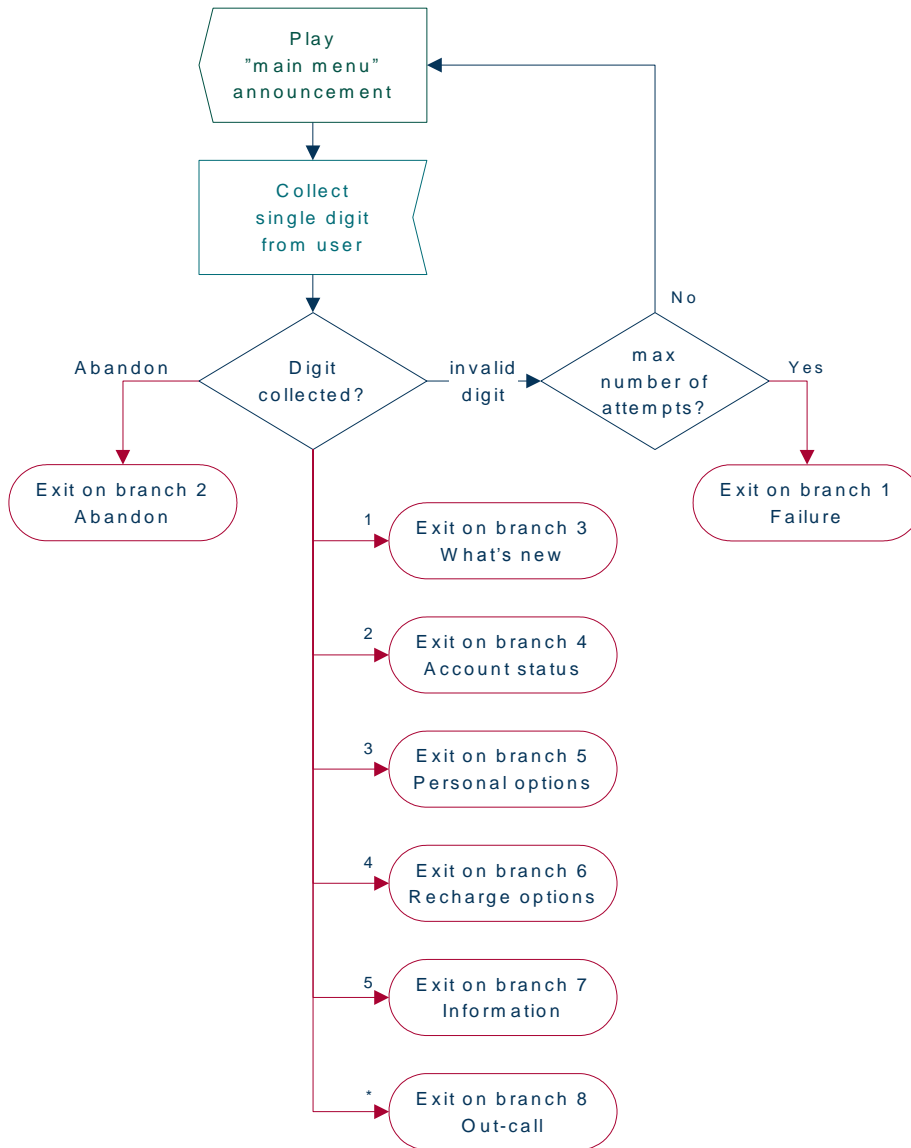 Play
”main menu”
announcement
Collect
single digit
from user
No
Abandon
Digit
collected?
invalid
digit
max
number of
attempts?
Yes
Exit on branch 2
Abandon
Exit on branch 1
Failure
1
Exit on branch 3
What's new
2
Exit on branch 4
Account status
3
Exit on branch 5
Personal options
4
Exit on branch 6
Recharge options
5
Exit on branch 7
Information
*
Exit on branch 8
Out-call